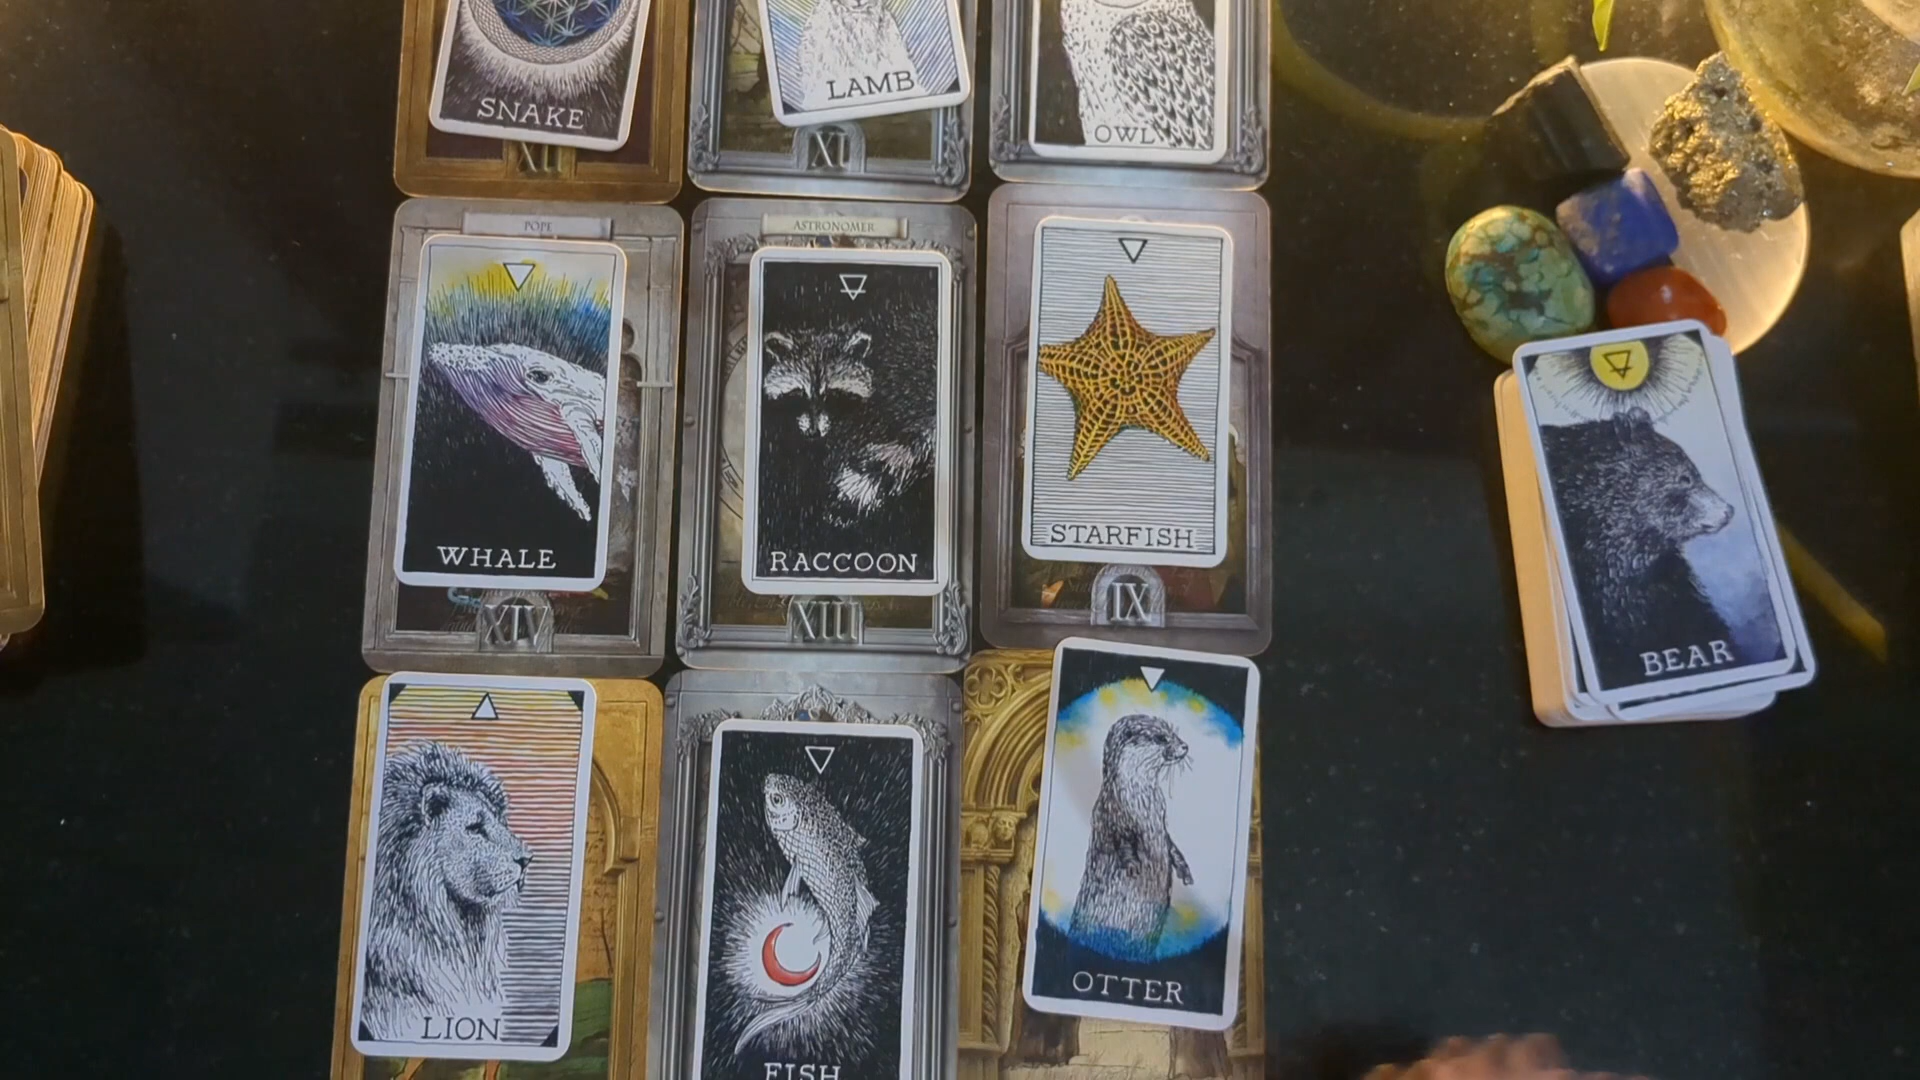 SNAKE
LAMB
OWL
XII
XI
POPE
ASTRONOMER
WHALE
RACCOON
STARFISH
XIV
XIII
IX
BEAR
LION
FISH
OTTER